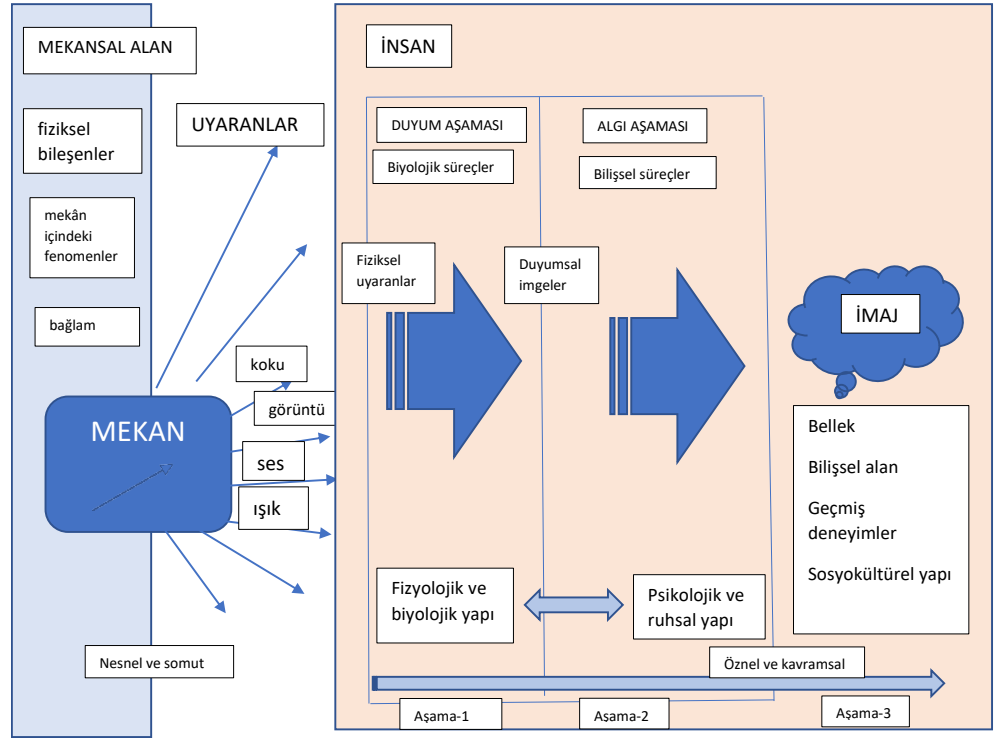 MEKANSAL ALAN
fiziksel
bileşenler
mekân
içindeki
fenomenler
bağlam
MEKAN
Nesnel ve somut
UYARANLAR
koku
görüntü
ses
ışık
İNSAN
DUYUM AŞAMASI
Biyolojik süreçler
ALGI AŞAMASI
Bilişsel süreçler
Fiziksel
uyaranlar
Duyumsal
imgeler
İMAJ
Bellek
Bilişsel alan
Geçmiş
deneyimler
Sosyokültürel yapı
Fizyolojik ve
biyolojik yapı
Psikolojik ve
ruhsal yapı
Öznel ve kavramsal
Aşama-1
Aşama-2
Aşama-3